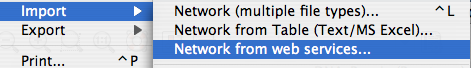 Import Network (multiple file types)... ^L
Export Network from Table (Text/MS Excel)...
Network from web services...
Print... ^P